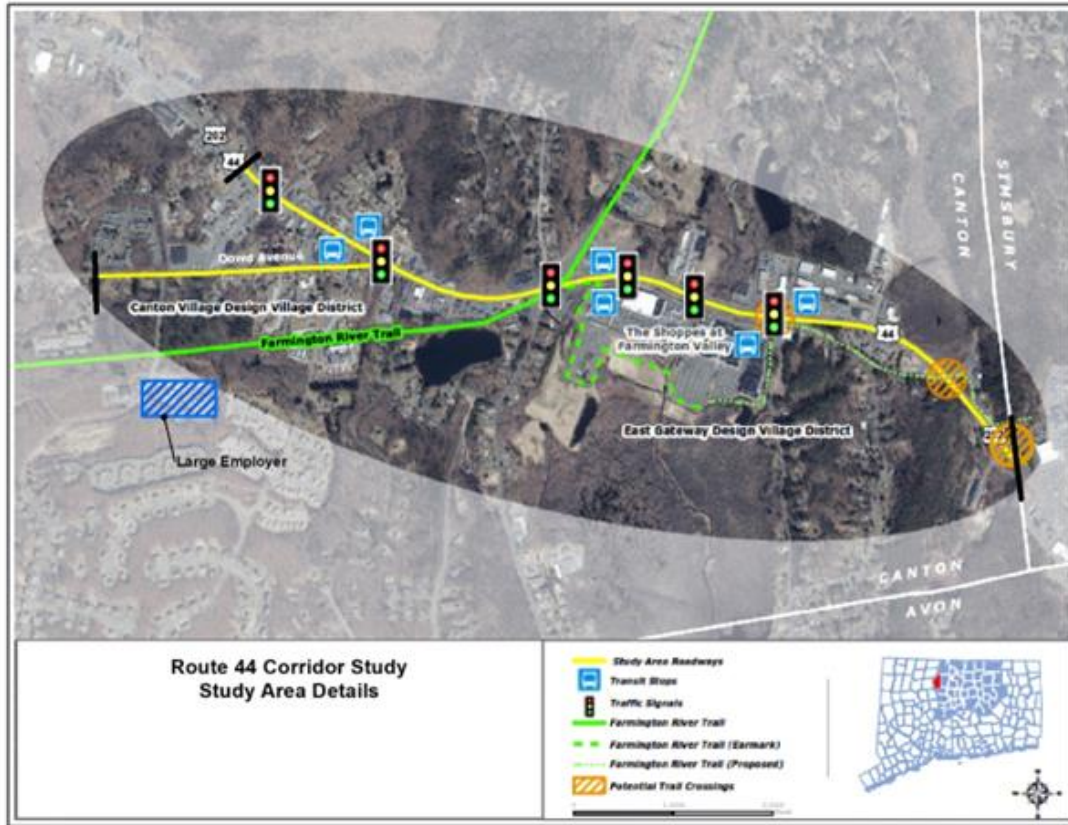 202
44
Dowd Avenue
Canton Village Design Village District
Farmington River Trail
The Shoppes at
Farmington Valley
44
East Gateway Design Village District
CANTON
SIMSBURY
Large Employer
CANTON
AVON
Route 44 Corridor Study
Study Area Details
Study Area Roadways
Transit Stops
Traffic Signals
Farmington River Trail
Farmington River Trail (Earmark)
Farmington River Trail (Proposed)
Potential Trail Crossings
0